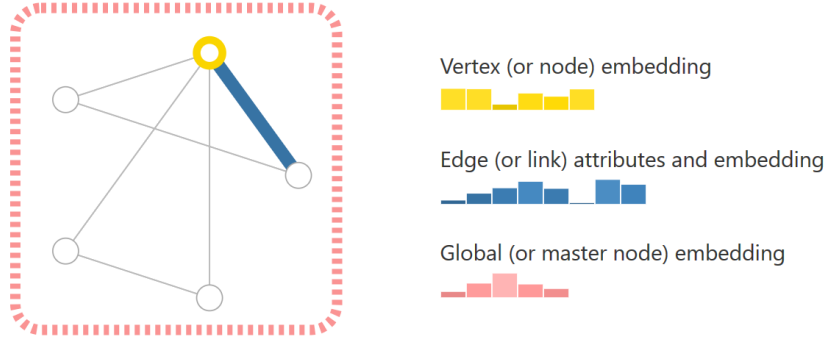 Vertex (or node) embedding
Edge (or link) attributes and embedding
Global (or master node) embedding